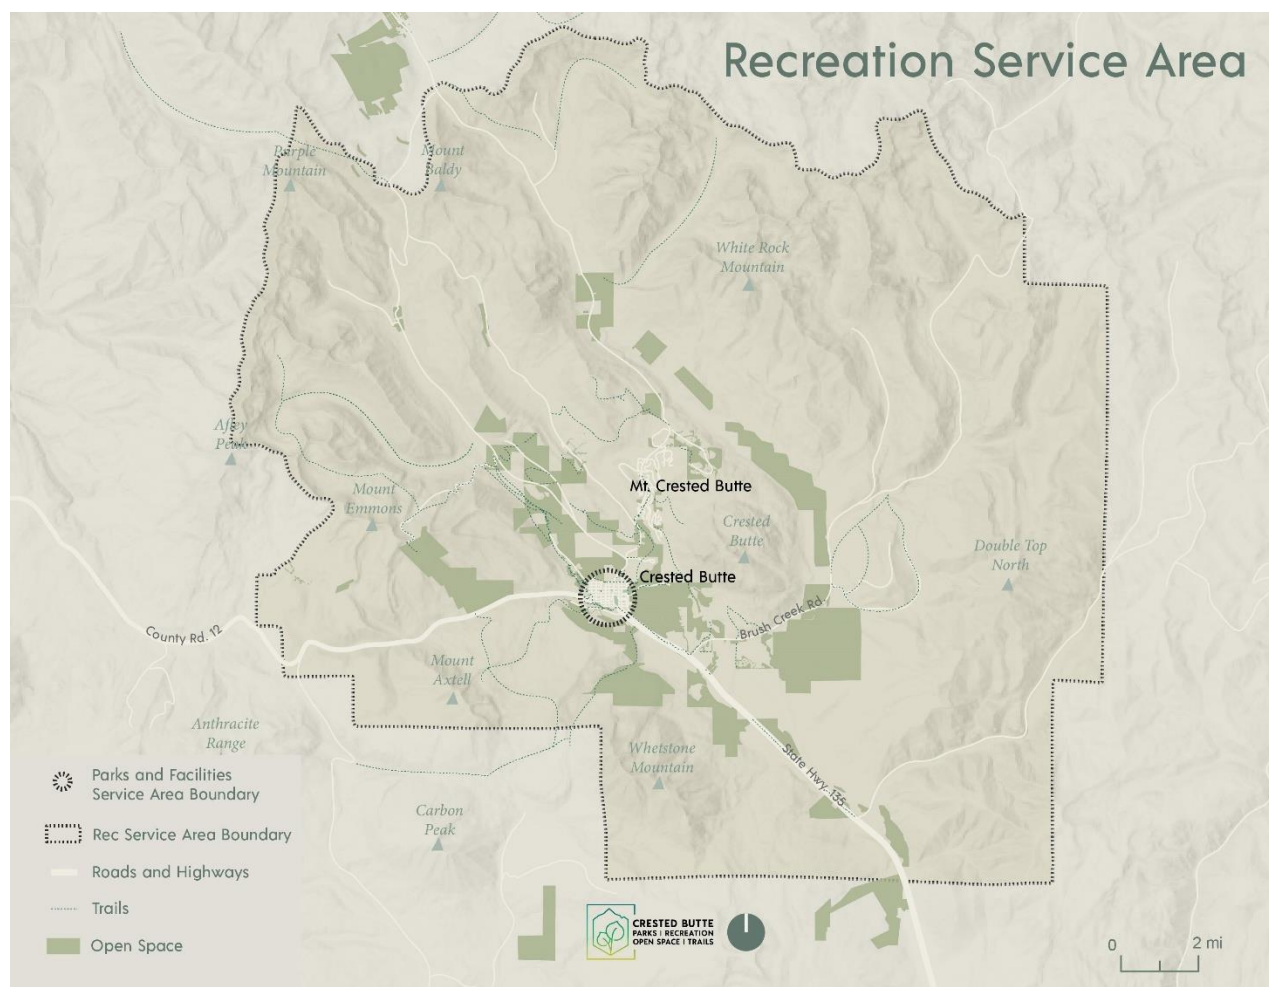 Recreation Service Area
Purple
Mountain
Mount
Baldy
White Rock
Mountain
Afley
Peak
Mount
Emmons
Mt. Crested Butte
Crested
Butte
Double Top
North
Crested Butte
Brush Creek Rd.
County Rd. 12
Mount
Axtell
Anthracite
Range
Whetstone
Mountain
State Hwy. 135
Carbon
Peak
Parks and Facilities
Service Area Boundary
Rec Service Area Boundary
Roads and Highways
Trails
Open Space
CRESTED BUTTE
PARKS | RECREATION
OPEN SPACE | TRAILS
0 2 mi